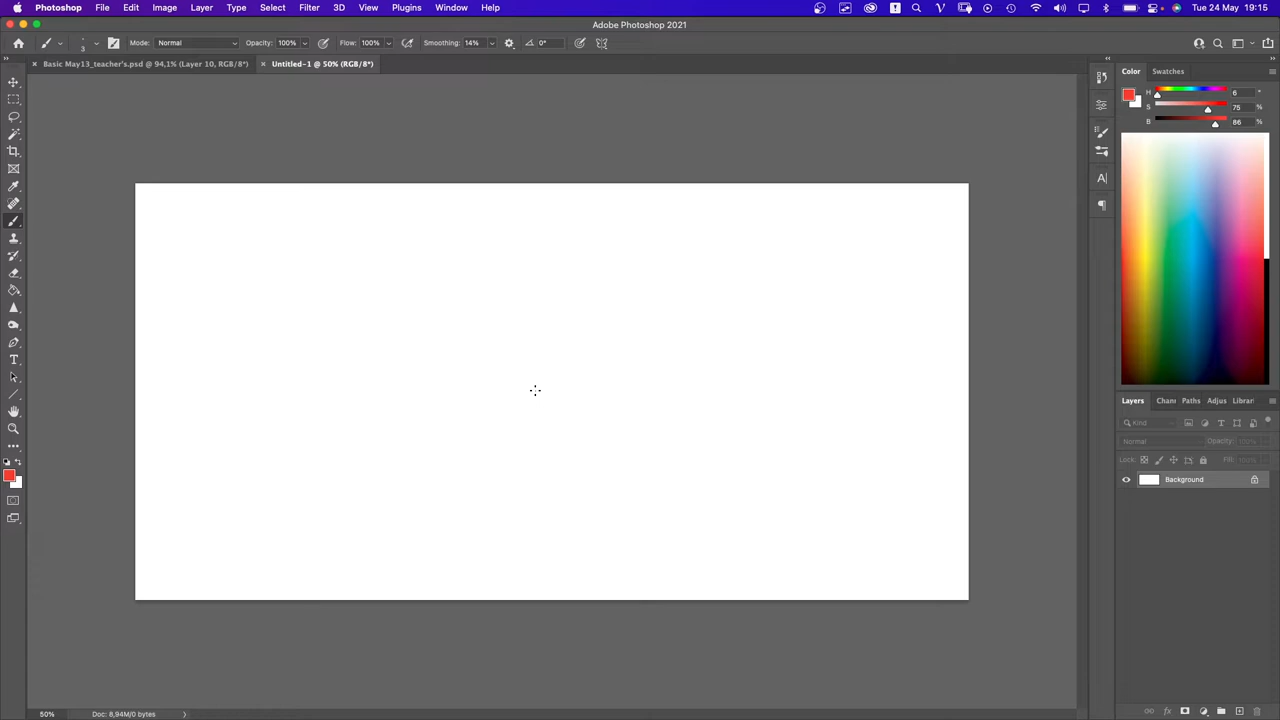 Photoshop File Edit Image Layer Type Select Filter 3D View Plugins Window Help Tue 24 May 19:15
Adobe Photoshop 2021
3 Mode: Normal Opacity: 100% Flow: 100% Smoothing: 14% 0°
Basic May13_teacher's.psd @ 94,1% (Layer 10, RGB/8*) Untitled-1 @ 50% (RGB/8*)
Color Swatches
H 6 °
S 75 %
B 86 %
Layers Chan Paths Adjus Librar
Kind
Normal Opacity: 100%
Lock: Fill: 100%
Background
50% Doc: 8,94M/0 bytes